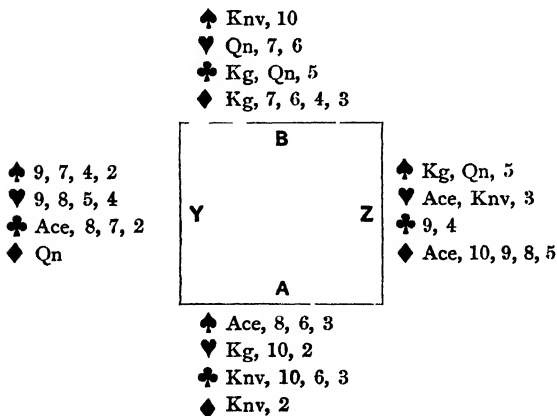 ♠ Knv, 10
♥ Qn, 7, 6
♣ Kg, Qn, 5
♦ Kg, 7, 6, 4, 3
B
♠ 9, 7, 4, 2
♥ 9, 8, 5, 4
♣ Ace, 8, 7, 2
♦ Qn
Y
Z
♠ Kg, Qn, 5
♥ Ace, Knv, 3
♣ 9, 4
♦ Ace, 10, 9, 8, 5
A
♠ Ace, 8, 6, 3
♥ Kg, 10, 2
♣ Knv, 10, 6, 3
♦ Knv, 2